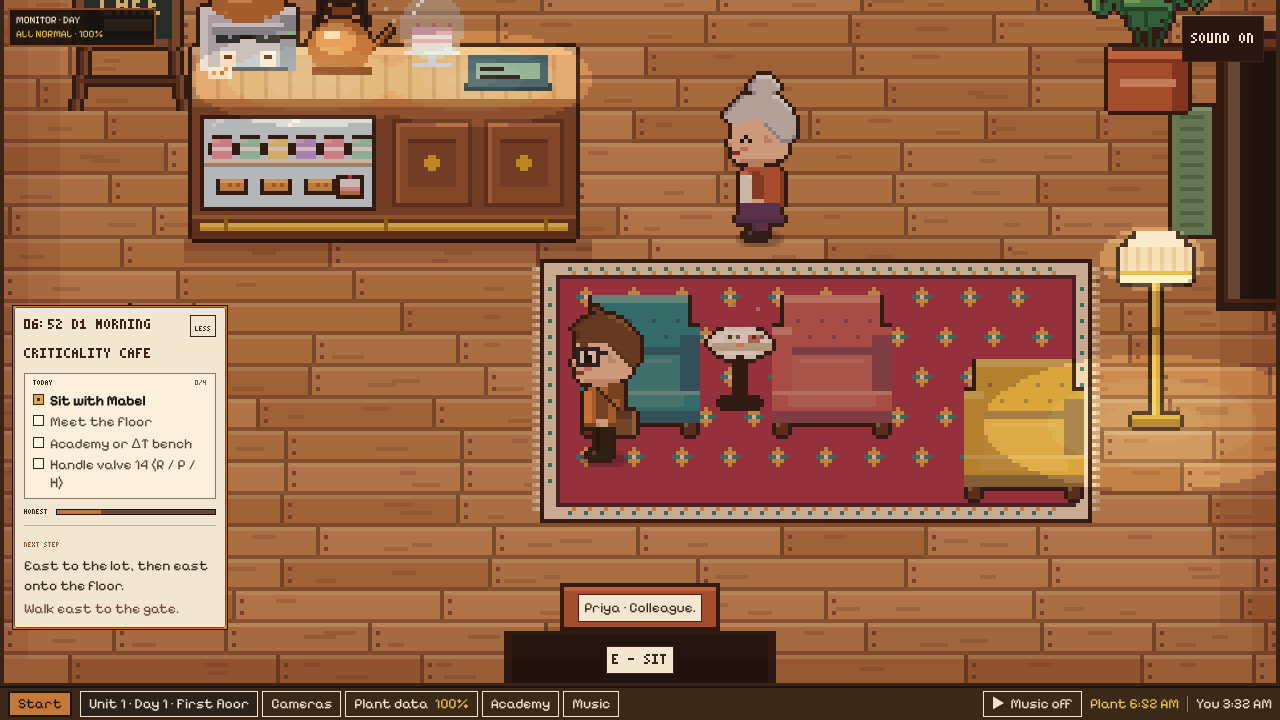 MONITOR · DAY
ALL NORMAL · 100%
SOUND ON
06:52 D1 MORNING
LESS
CRITICALITY CAFE
TODAY
0/4
Sit with Mabel
Meet the floor
Academy or ΔT bench
Handle valve 14 (R / P /
H)
HONEST
NEXT STEP
East to the lot, then east
onto the floor.
Walk east to the gate.
Priya · Colleague.
E - SIT
Start
Unit 1 · Day 1 · First floor
Cameras
Plant data 100%
Academy
Music
▶ Music off
Plant 6:52 AM
You 3:32 AM